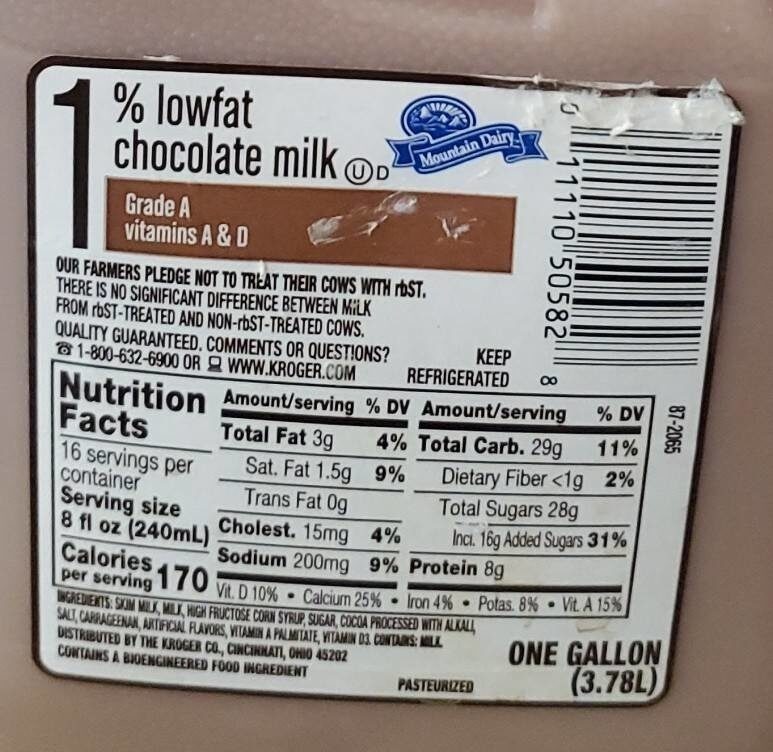 1% lowfat
chocolate milk Ⓤ D
Mountain Dairy
Grade A
vitamins A & D
OUR FARMERS PLEDGE NOT TO TREAT THEIR COWS WITH rbST.
THERE IS NO SIGNIFICANT DIFFERENCE BETWEEN MILK
FROM rbST-TREATED AND NON-rbST-TREATED COWS.
QUALITY GUARANTEED. COMMENTS OR QUESTIONS?
☎ 1-800-632-6900 OR 💻 WWW.KROGER.COM
KEEP
REFRIGERATED
0 11110 50582 8
87-2065
Nutrition
Facts
16 servings per
container
Serving size
8 fl oz (240mL)
Calories
per serving 170
Amount/serving % DV
Total Fat 3g 4%
Sat. Fat 1.5g 9%
Trans Fat 0g
Cholest. 15mg 4%
Sodium 200mg 9%
Amount/serving % DV
Total Carb. 29g 11%
Dietary Fiber <1g 2%
Total Sugars 28g
Incl. 16g Added Sugars 31%
Protein 8g
Vit. D 10% • Calcium 25% • Iron 4% • Potas. 8% • Vit. A 15%
INGREDIENTS: SKIM MILK, MILK, HIGH FRUCTOSE CORN SYRUP, SUGAR, COCOA PROCESSED WITH ALKALI,
SALT, CARRAGEENAN, ARTIFICIAL FLAVORS, VITAMIN A PALMITATE, VITAMIN D3. CONTAINS: MILK.
DISTRIBUTED BY THE KROGER CO., CINCINNATI, OHIO 45202
CONTAINS A BIOENGINEERED FOOD INGREDIENT
PASTEURIZED
ONE GALLON
(3.78L)